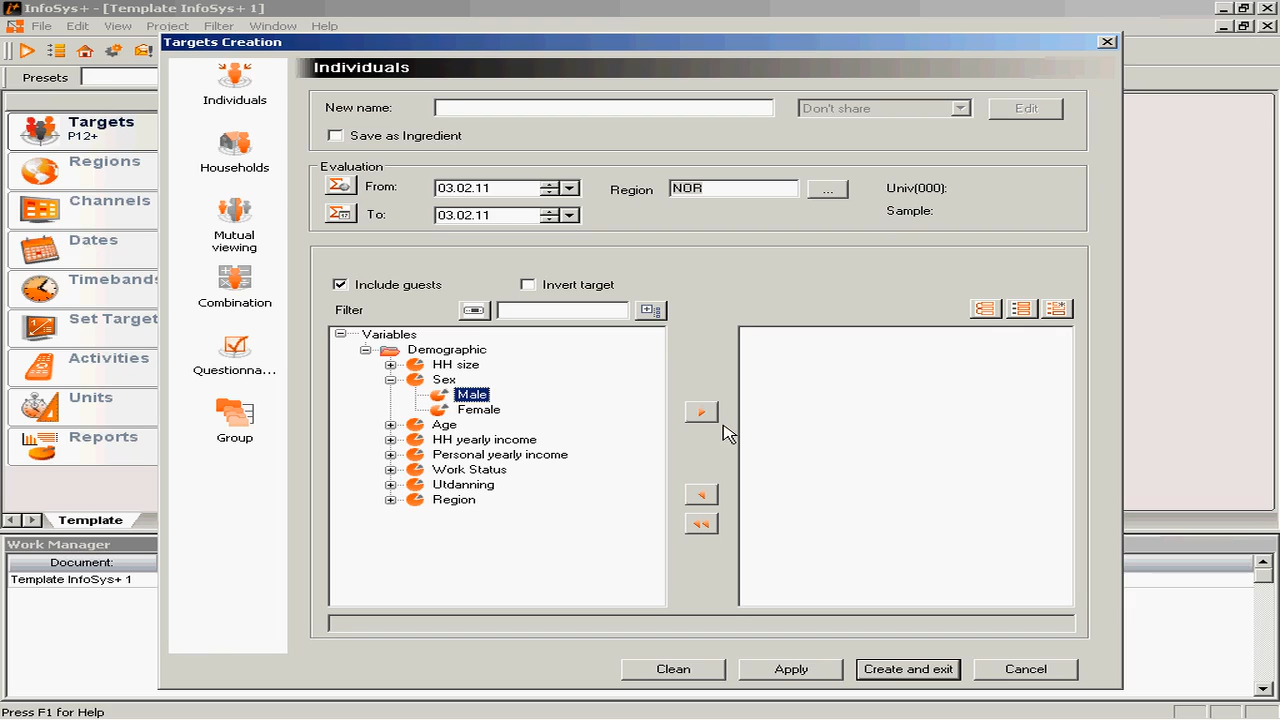 InfoSys+ - [Template InfoSys+ 1]
File Edit View Project Filter Window Help
Presets
Targets
P12+
Regions
Channels
Dates
Timebands
Set Target
Activities
Units
Reports
Template
Work Manager
Document:
Template InfoSys+ 1
Press F1 for Help
Targets Creation
Individuals
Households
Mutual
viewing
Combination
Questionna...
Group
Individuals
New name:
Don't share
Edit
Save as Ingredient
Evaluation
From: 03.02.11
Region NOR ... Univ(000):
To: 03.02.11
Sample:
Include guests
Invert target
Filter
Variables
Demographic
HH size
Sex
Male
Female
Age
HH yearly income
Personal yearly income
Work Status
Utdanning
Region
Clean Apply Create and exit Cancel